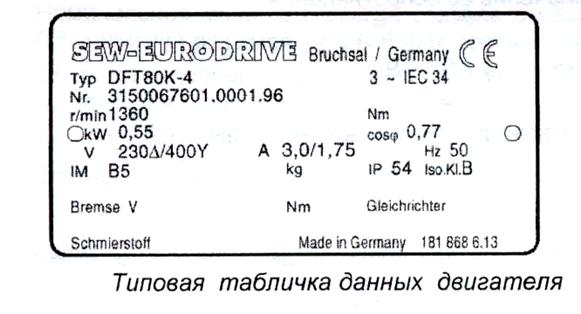 SEW-EURODRIVE Bruchsal / Germany CE
Typ DFT80K-4 3 ~ IEC 34
Nr. 3150067601.0001.96
r/min 1360 Nm
kW 0,55 cosφ 0,77
V 230Δ/400Y A 3,0/1,75 Hz 50
IM B5 kg IP 54 Iso.Kl.B
Bremse V Nm Gleichrichter
Schmierstoff Made in Germany 181 868 6.13
Типовая табличка данных двигателя